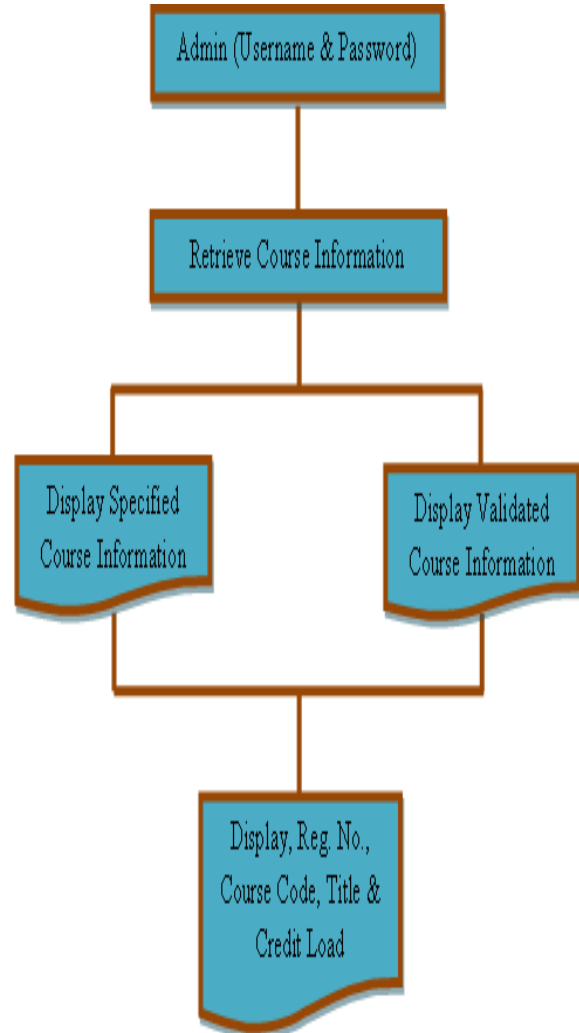 Admin (Username & Password)
Retrieve Course Information
Display Specified
Course Information
Display Validated
Course Information
Display, Reg. No.,
Course Code, Title &
Credit Load